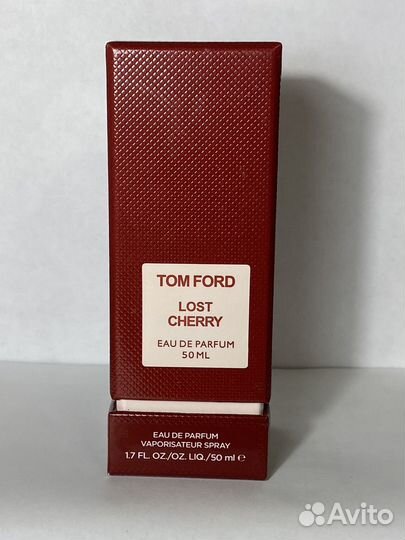 TOM FORD
LOST
CHERRY
EAU DE PARFUM
50 ML
EAU DE PARFUM
VAPORISATEUR SPRAY
1.7 FL. OZ./OZ. LIQ./50 ml ℮
Avito